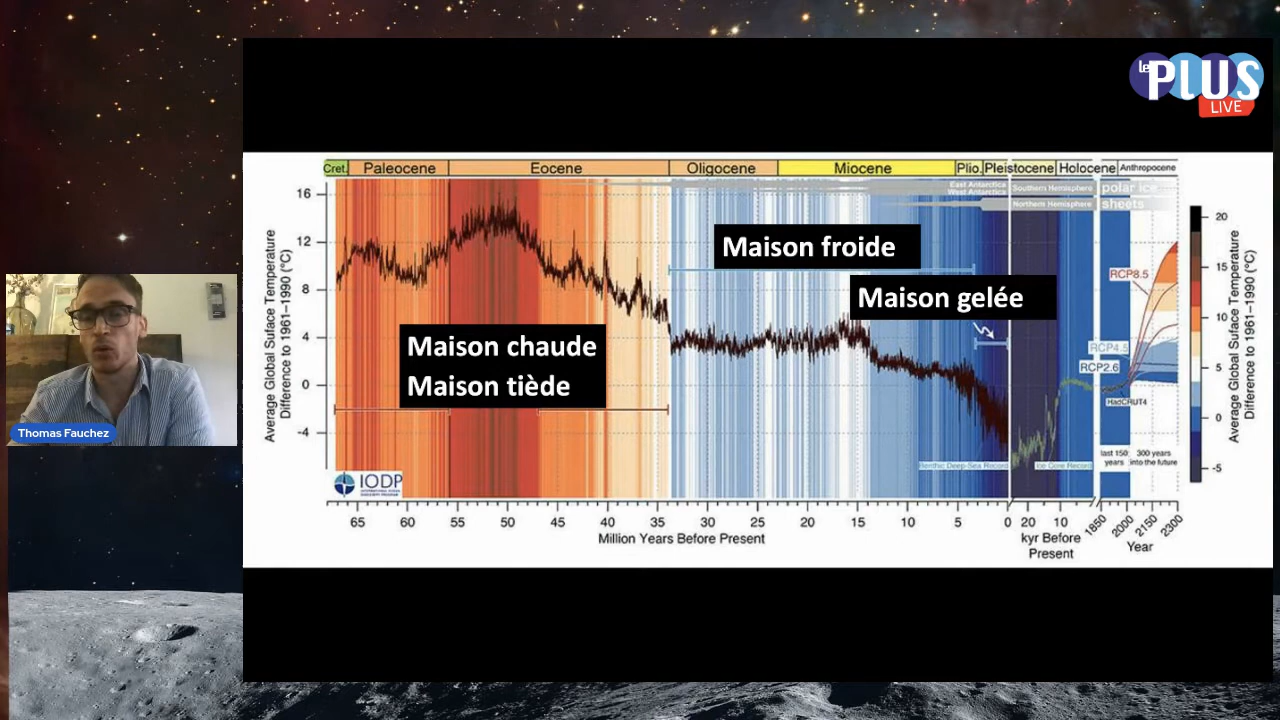 le PLUS
LIVE
Cret. Paleocene Eocene Oligocene Miocene Plio. Pleistocene Holocene Anthropocene
East Antarctica
West Antarctica
Southern Hemisphere
polar ice
Northern Hemisphere
sheets
Average Global Suface Temperature
Difference to 1961–1990 (°C)
16
12
8
4
0
-4
Maison froide
Maison gelée
Maison chaude
Maison tiède
RCP8.5
RCP4.5
RCP2.6
HadCRUT4
last 150 years
300 years into the future
Benthic Deep-Sea Record
Ice Core Record
IODP
20
15
10
5
0
-5
Average Global Surface Temperature
Difference to 1961–1990 (°C)
65 60 55 50 40 35 30 25 20 15 10 5 0 20 10 1850 2000 2150 2300
Million Years Before Present
kyr Before
Present
Year
Thomas Fauchez